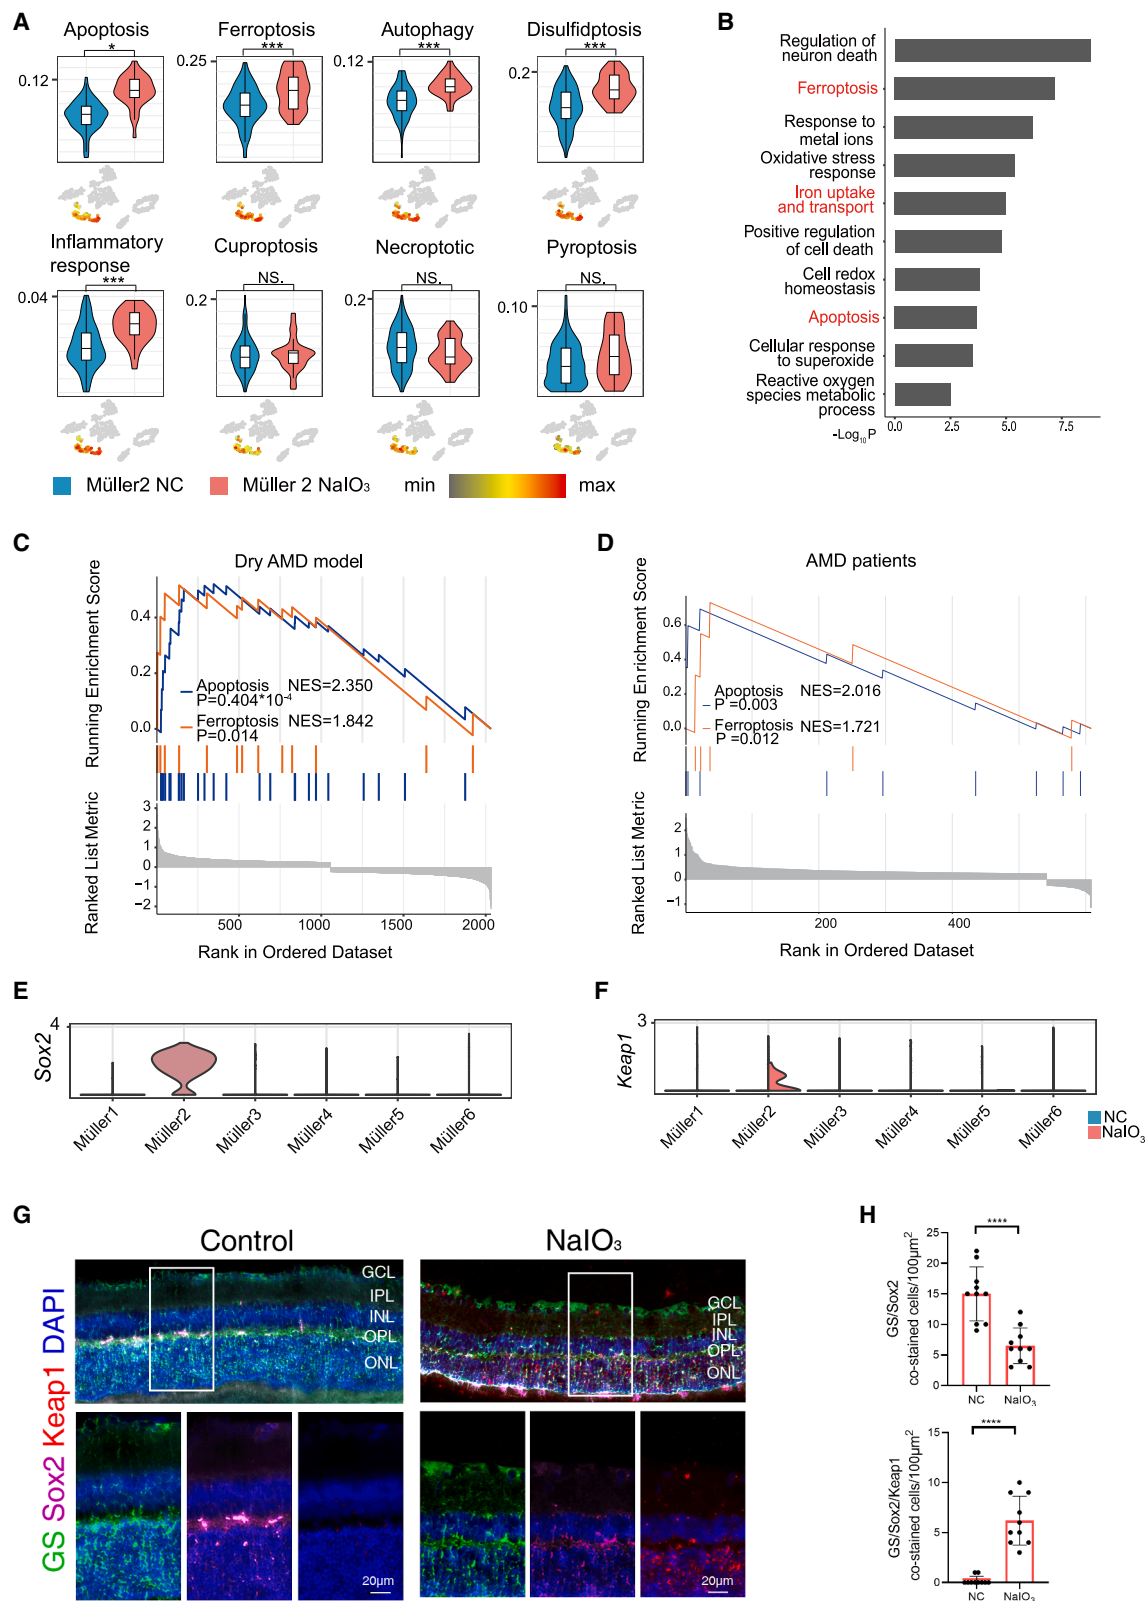 A
Apoptosis
*
0.12
Ferroptosis
***
0.25
Autophagy
***
0.12
Disulfidptosis
***
0.2
Inflammatory
response
***
0.04
Cuproptosis
NS.
0.2
Necroptotic
NS.
0.2
Pyroptosis
NS.
0.10
Müller2 NC
Müller 2 NaIO₃
min
max
B
Regulation of
neuron death
Ferroptosis
Response to
metal ions
Oxidative stress
response
Iron uptake
and transport
Positive regulation
of cell death
Cell redox
homeostasis
Apoptosis
Cellular response
to superoxide
Reactive oxygen
species metabolic
process
-Log₁₀P
0.0 2.5 5.0 7.5
C
Dry AMD model
Running Enrichment Score
0.4
0.2
0.0
Apoptosis NES=2.350
P=0.404*10⁻⁴
Ferroptosis NES=1.842
P=0.014
Ranked List Metric
3
2
1
0
−1
−2
500 1000 1500 2000
Rank in Ordered Dataset
D
AMD patients
Running Enrichment Score
0.6
0.4
0.2
0.0
Apoptosis NES=2.016
P =0.003
Ferroptosis NES=1.721
P =0.012
Ranked List Metric
2
1
0
−1
200 400
Rank in Ordered Dataset
E
Sox2
4
Müller1 Müller2 Müller3 Müller4 Müller5 Müller6
F
Keap1
3
Müller1 Müller2 Müller3 Müller4 Müller5 Müller6
NC
NaIO₃
G
GS Sox2 Keap1 DAPI
Control
GCL
IPL
INL
OPL
ONL
20μm
NaIO₃
GCL
IPL
INL
OPL
ONL
20μm
H
GS/Sox2
co-stained cells/100μm²
25
20
15
10
5
0
****
NC NaIO₃
GS/Sox2/Keap1
co-stained cells/100μm²
15
10
5
0
****
NC NaIO₃